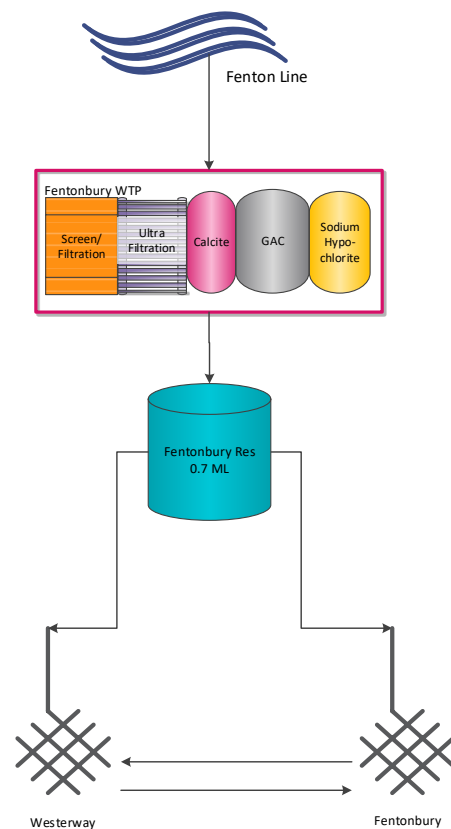 Fenton Line
Fentonbury WTP
Screen/
Filtration
Ultra
Filtration
Calcite
GAC
Sodium
Hypo-
chlorite
Fentonbury Res
0.7 ML
Westerway
Fentonbury